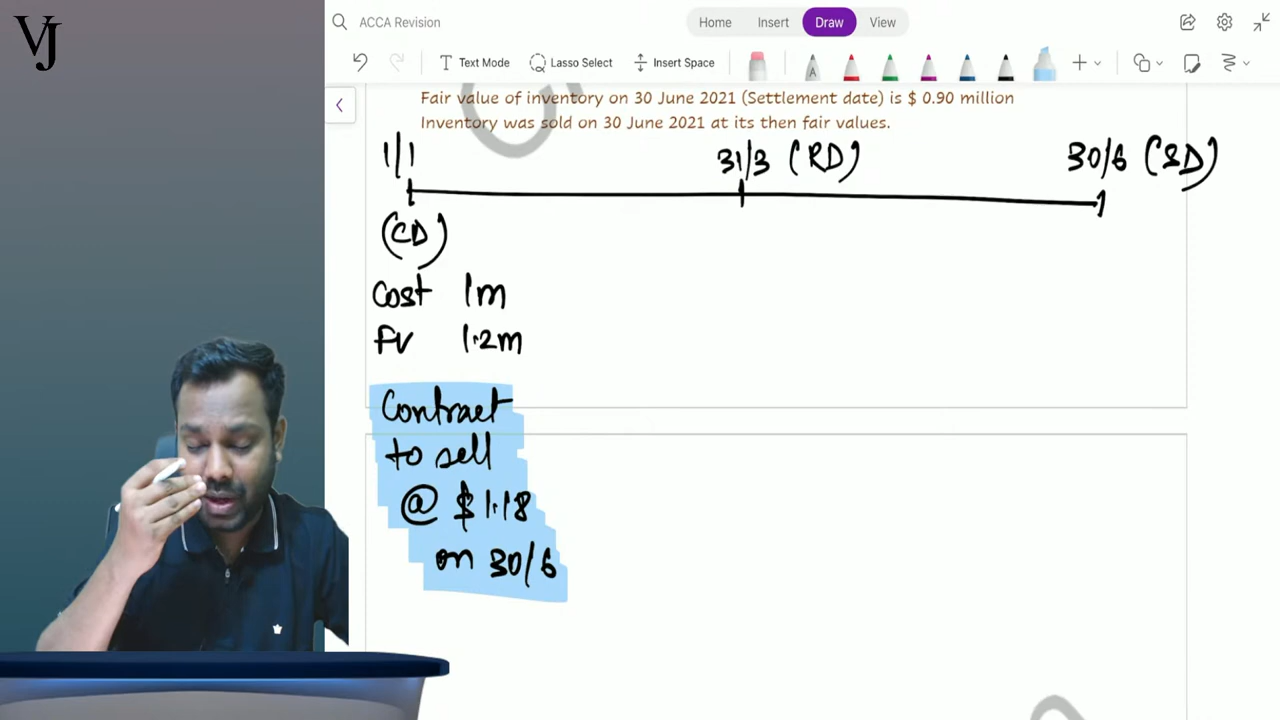 VJ
ACCA Revision
Home Insert Draw View
Text Mode Lasso Select Insert Space
Fair value of inventory on 30 June 2021 (Settlement date) is $ 0.90 million
Inventory was sold on 30 June 2021 at its then fair values.
1/1 31/3 (RD) 30/6 (SD)
(CD)
Cost 1m
FV 1.2m
Contract
to sell
@ $1.18
on 30/6